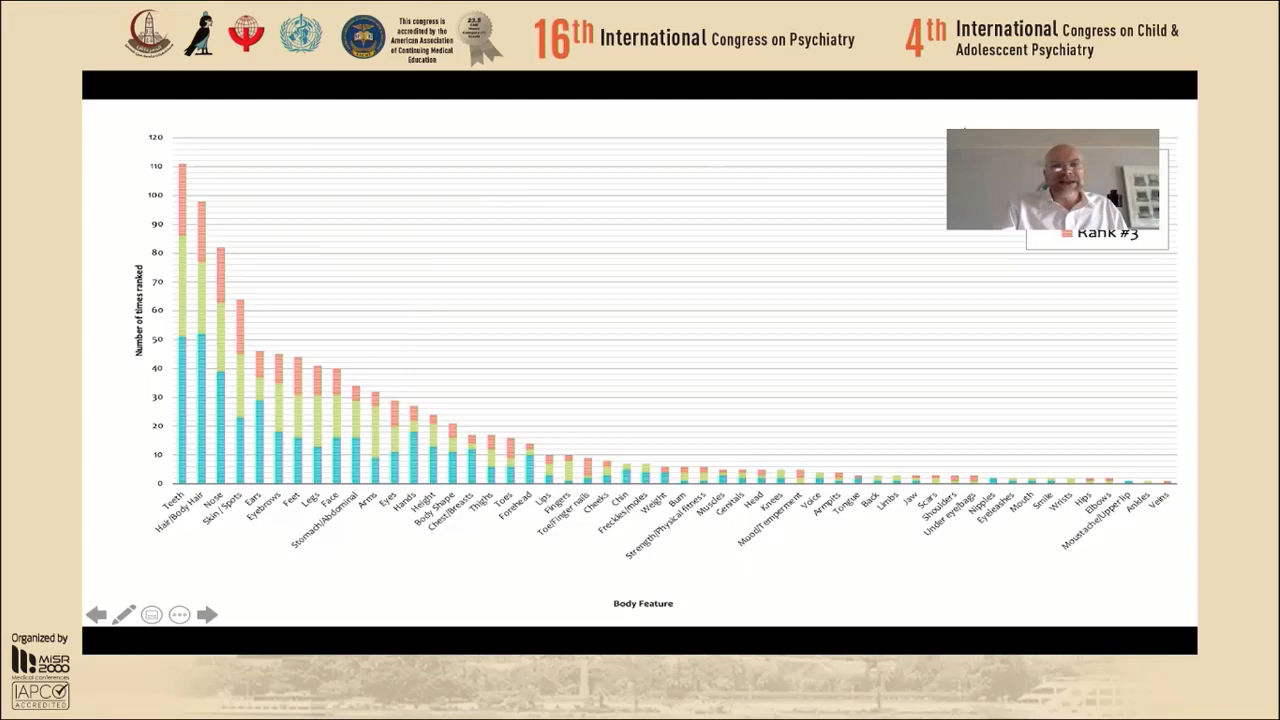 This congress is
accredited by the
American Association
of Continuing Medical
Education
23.5
16th International Congress on Psychiatry
4th International Congress on Child &
Adolesccent Psychiatry
Number of times ranked
120
110
100
90
80
70
60
50
40
30
20
10
0
Rank #3
Teeth
Hair/Body Hair
Nose
Skin / Spots
Ears
Eyebrows
Feet
Legs
Face
Stomach/Abdominal
Arms
Eyes
Hands
Height
Body Shape
Chest/Breasts
Thighs
Toes
Forehead
Lips
Fingers
Toe/Finger nails
Cheeks
Chin
Freckles/moles
Weight
Bum
Strength/Physical fitness
Muscles
Genitals
Head
Knees
Mood/Temperment
Voice
Armpits
Tongue
Back
Limbs
Jaw
Scars
Shoulders
Under eye/bags
Nipples
Eyelashes
Mouth
Smile
Wrists
Hips
Elbows
Moustache/Upper lip
Ankles
Veins
Body Feature
Organized by
MiSR
2000
Medical conferences
IAPCO
ACCREDITED